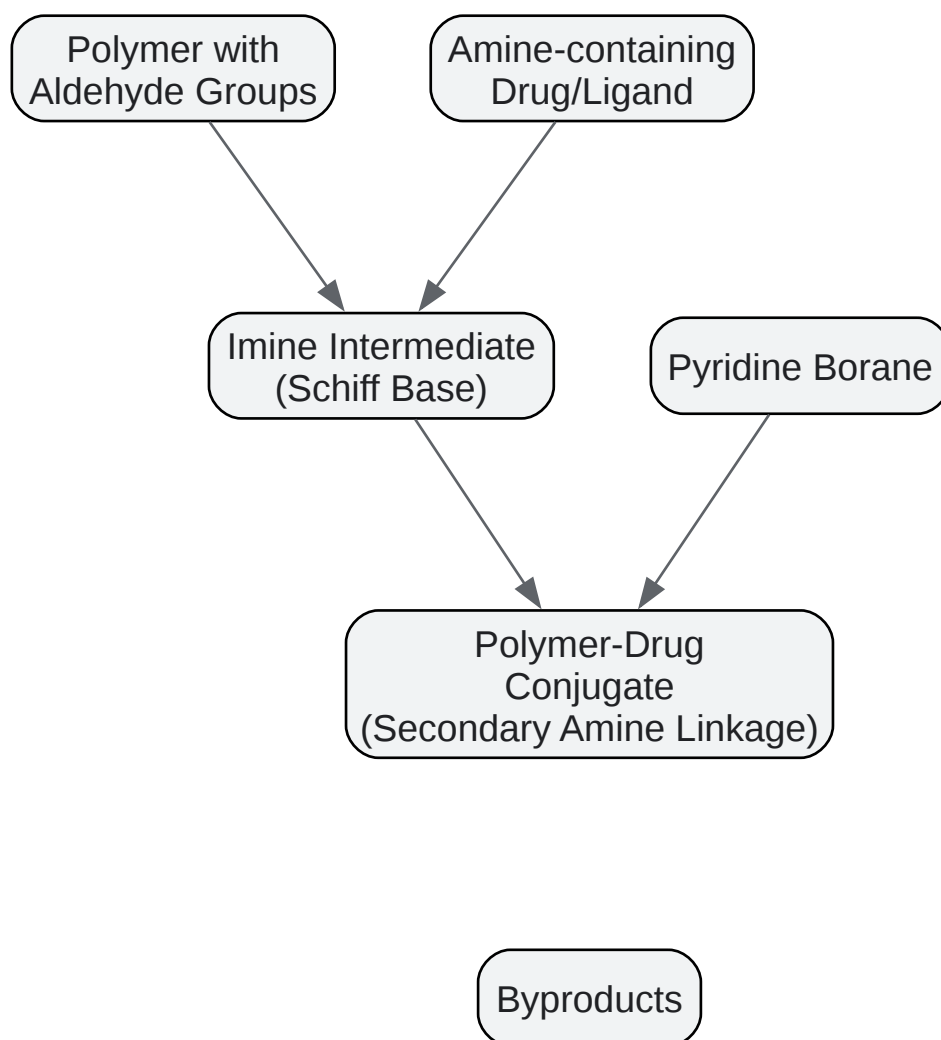 Polymer with
Aldehyde Groups
Amine-containing
Drug/Ligand
Imine Intermediate
(Schiff Base)
Pyridine Borane
Polymer-Drug
Conjugate
(Secondary Amine Linkage)
Byproducts